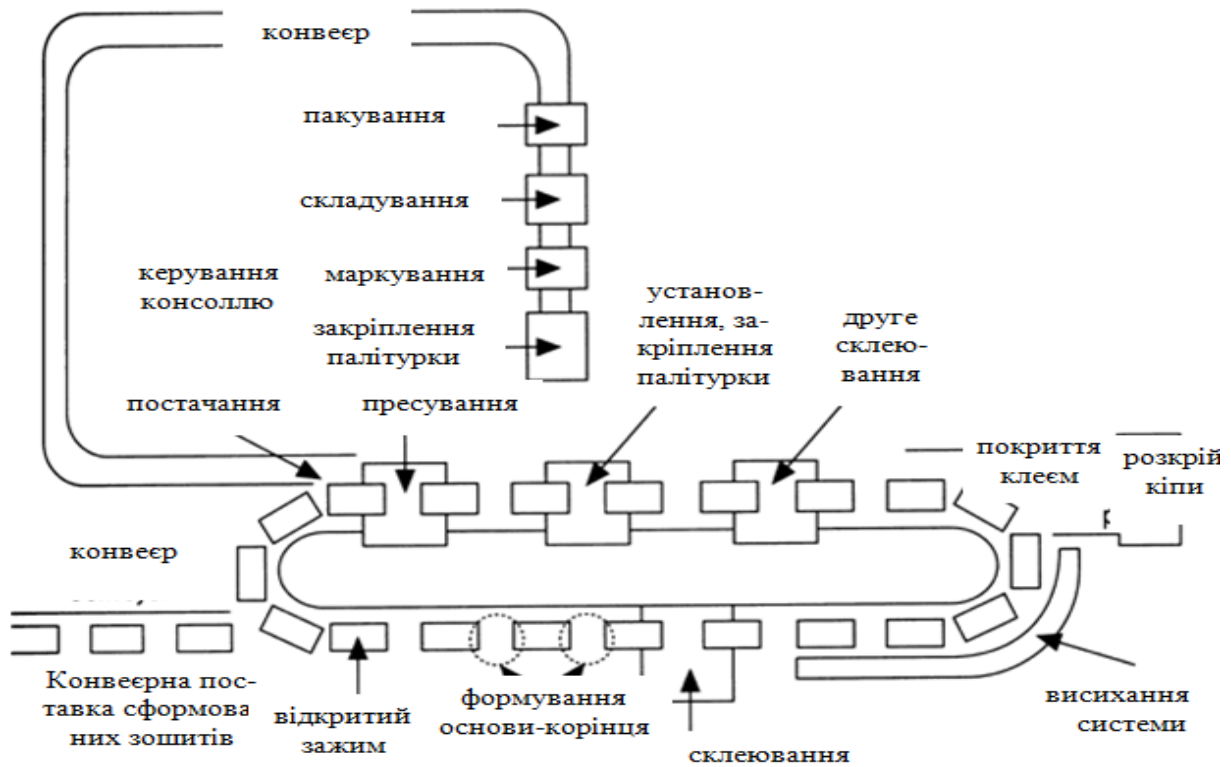 конвеєр
пакування
складування
керування
консоллю
маркування
закріплення
палітурки
установ-
лення, за-
кріплення
палітурки
друге
склею-
вання
постачання
пресування
покриття
клеєм
розкрій
кіпи
конвеєр
Конвеєрна пос-
тавка сформова
них зошитів
відкритий
зажим
формування
основи-корінця
склеювання
висихання
системи